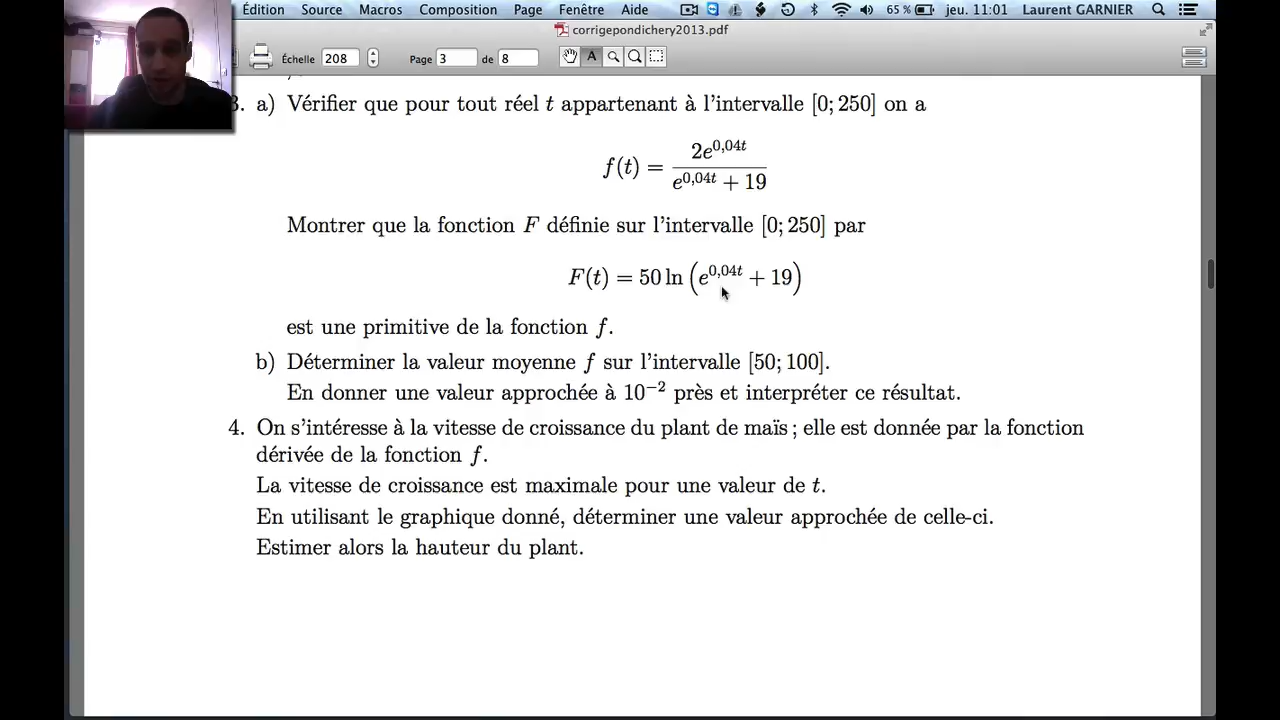 Édition Source Macros Composition Page Fenêtre Aide 65 % jeu. 11:01 Laurent GARNIER
corrigepondichery2013.pdf
Échelle 208 Page 3 de 8
3. a) Vérifier que pour tout réel t appartenant à l'intervalle [0; 250] on a
f(t) = \frac{2e^{0,04t}}{e^{0,04t} + 19}
Montrer que la fonction F définie sur l'intervalle [0; 250] par
F(t) = 50 ln (e^{0,04t} + 19)
est une primitive de la fonction f.
b) Déterminer la valeur moyenne f sur l'intervalle [50; 100].
En donner une valeur approchée à 10^{−2} près et interpréter ce résultat.
4. On s'intéresse à la vitesse de croissance du plant de maïs ; elle est donnée par la fonction
dérivée de la fonction f.
La vitesse de croissance est maximale pour une valeur de t.
En utilisant le graphique donné, déterminer une valeur approchée de celle-ci.
Estimer alors la hauteur du plant.